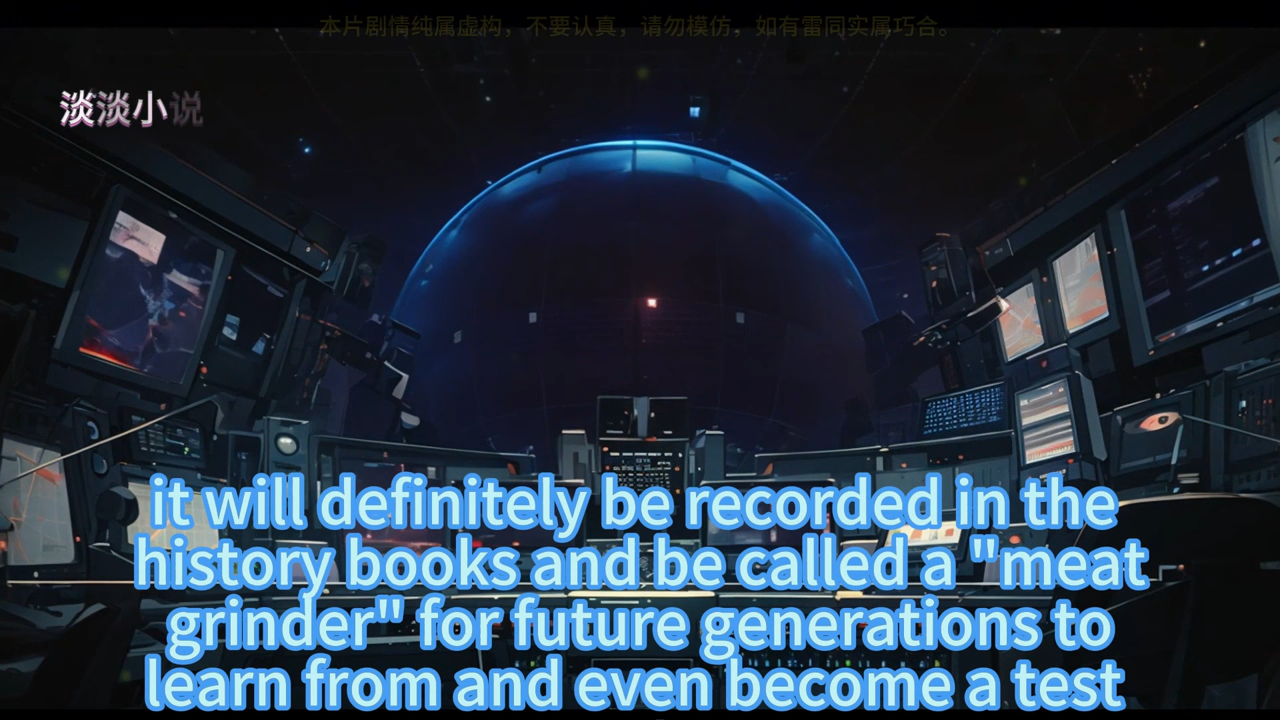 本片剧情纯属虚构，不要认真，请勿模仿，如有雷同实属巧合。
淡淡小说
it will definitely be recorded in the
history books and be called a "meat
grinder" for future generations to
learn from and even become a test